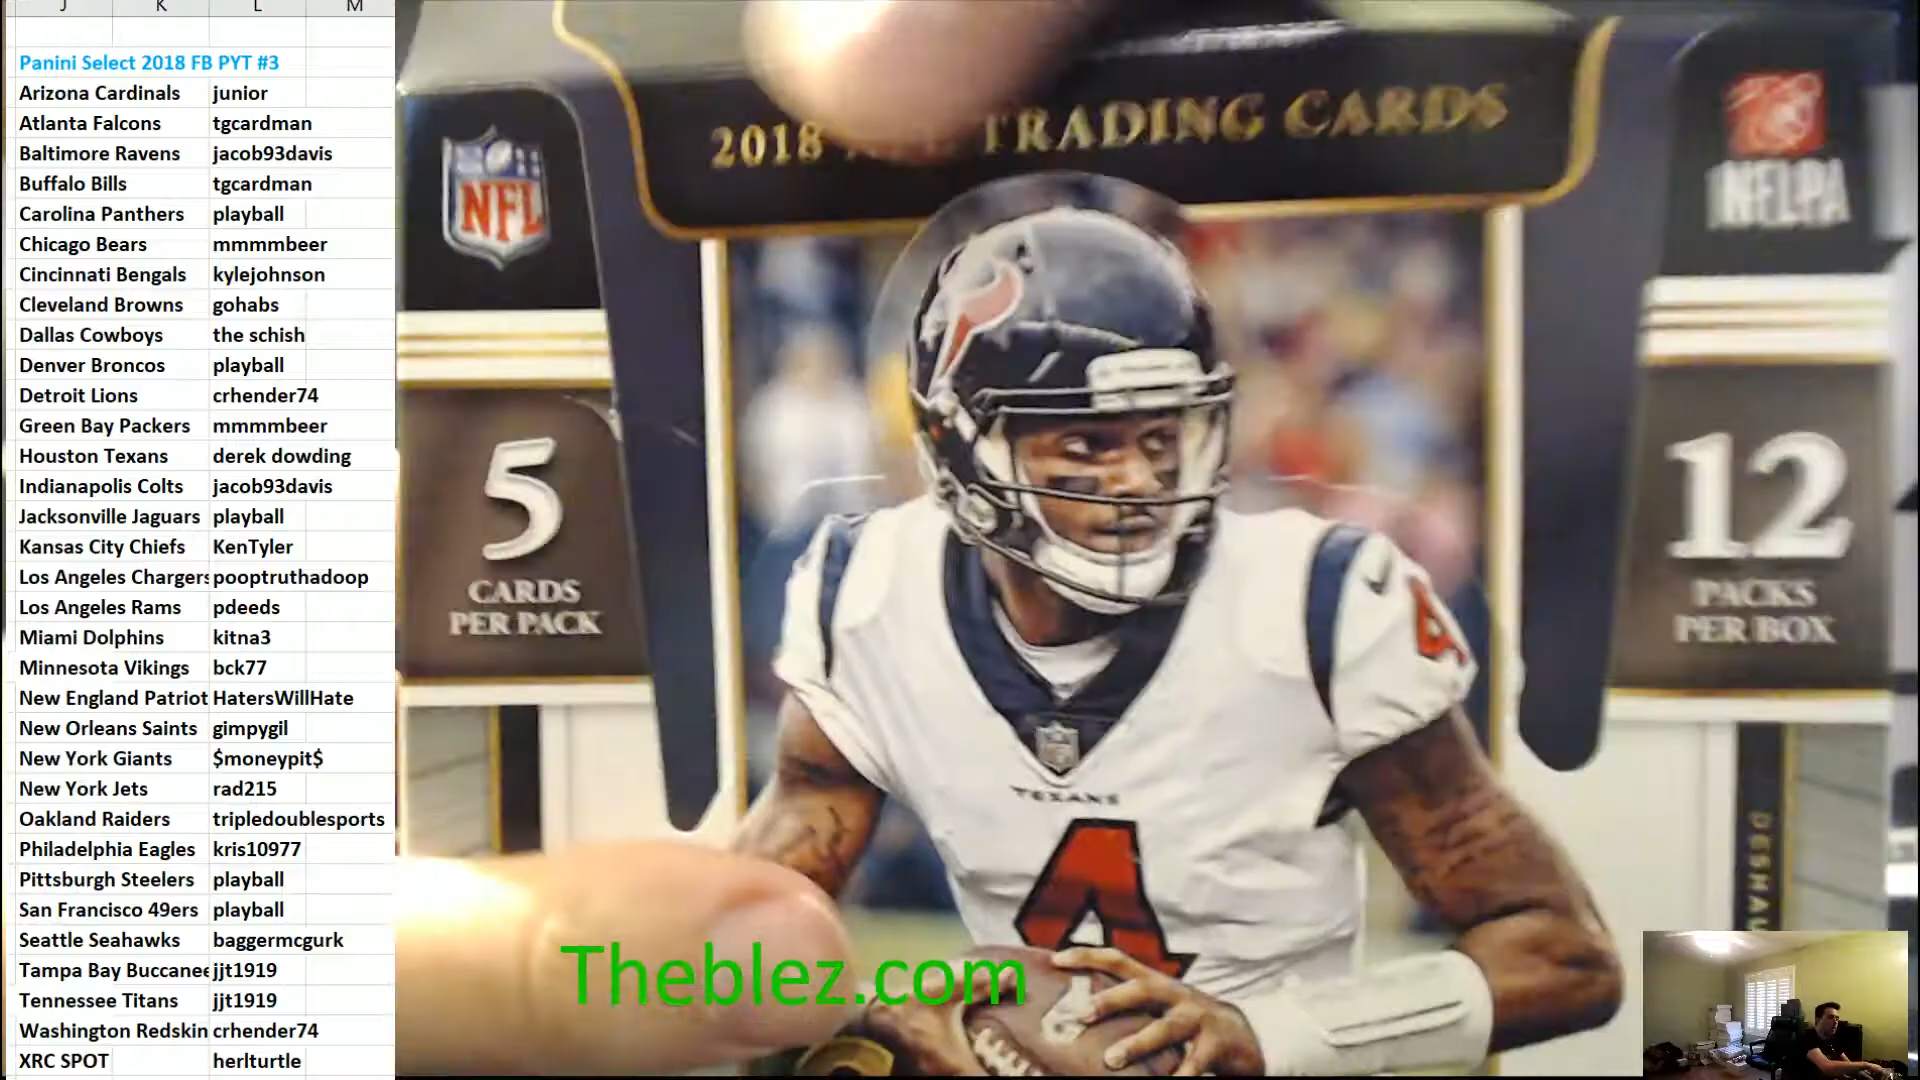 J K L M
Panini Select 2018 FB PYT #3
Arizona Cardinals junior
Atlanta Falcons tgcardman
Baltimore Ravens jacob93davis
Buffalo Bills tgcardman
Carolina Panthers playball
Chicago Bears mmmmbeer
Cincinnati Bengals kylejohnson
Cleveland Browns gohabs
Dallas Cowboys the schish
Denver Broncos playball
Detroit Lions crhender74
Green Bay Packers mmmmbeer
Houston Texans derek dowding
Indianapolis Colts jacob93davis
Jacksonville Jaguars playball
Kansas City Chiefs KenTyler
Los Angeles Chargers pooptruthadoop
Los Angeles Rams pdeeds
Miami Dolphins kitna3
Minnesota Vikings bck77
New England Patriot HatersWillHate
New Orleans Saints gimpygil
New York Giants $moneypit$
New York Jets rad215
Oakland Raiders tripledoublesports
Philadelphia Eagles kris10977
Pittsburgh Steelers playball
San Francisco 49ers playball
Seattle Seahawks baggermcgurk
Tampa Bay Buccanee jjt1919
Tennessee Titans jjt1919
Washington Redskin crhender74
XRC SPOT herlturtle
2018 TRADING CARDS
NFL
NFLPA
5
CARDS
PER PACK
12
PACKS
PER BOX
4
TEXANS
4
DESHAU
Theblez.com